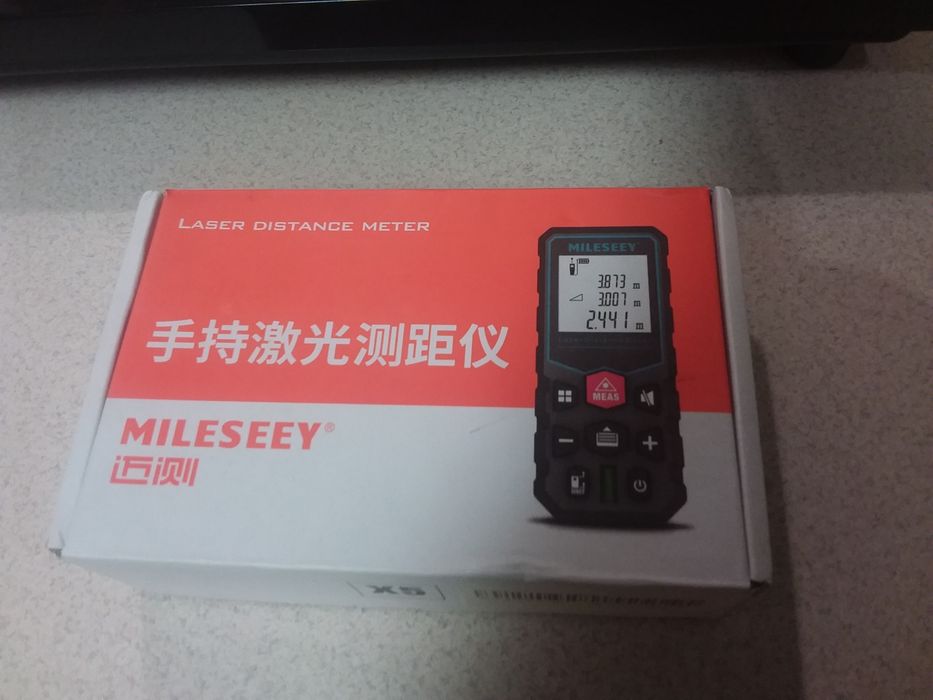 LASER DISTANCE METER
手持激光测距仪
MILESEEY®
迈测
MILESEEY
3.873 m
3.007 m
2.441 m
MEAS
X5